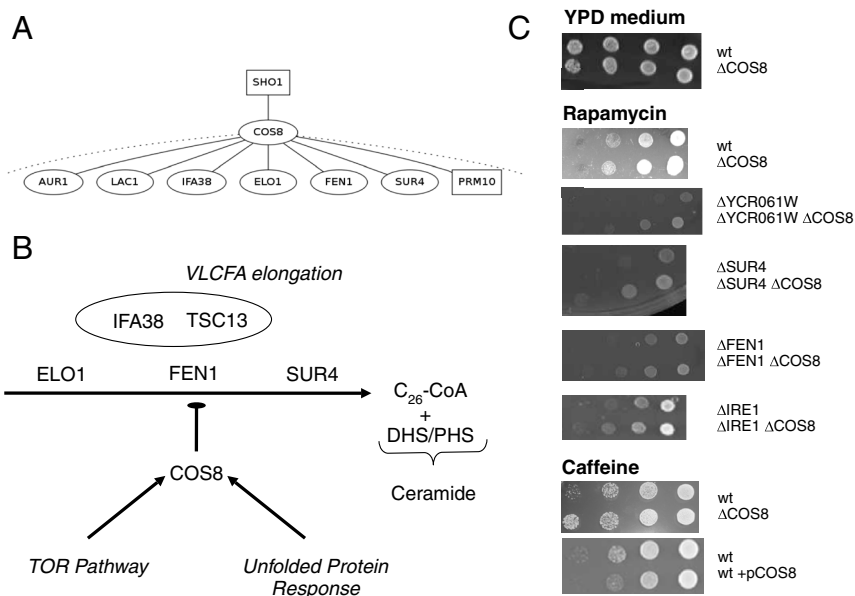 A
SHO1
COS8
AUR1
LAC1
IFA38
ELO1
FEN1
SUR4
PRM10
B
VLCFA elongation
IFA38 TSC13
ELO1 FEN1 SUR4
C26-CoA
+
DHS/PHS
Ceramide
COS8
TOR Pathway
Unfolded Protein
Response
C
YPD medium
wt
ΔCOS8
Rapamycin
wt
ΔCOS8
ΔYCR061W
ΔYCR061W ΔCOS8
ΔSUR4
ΔSUR4 ΔCOS8
ΔFEN1
ΔFEN1 ΔCOS8
ΔIRE1
ΔIRE1 ΔCOS8
Caffeine
wt
ΔCOS8
wt
wt +pCOS8